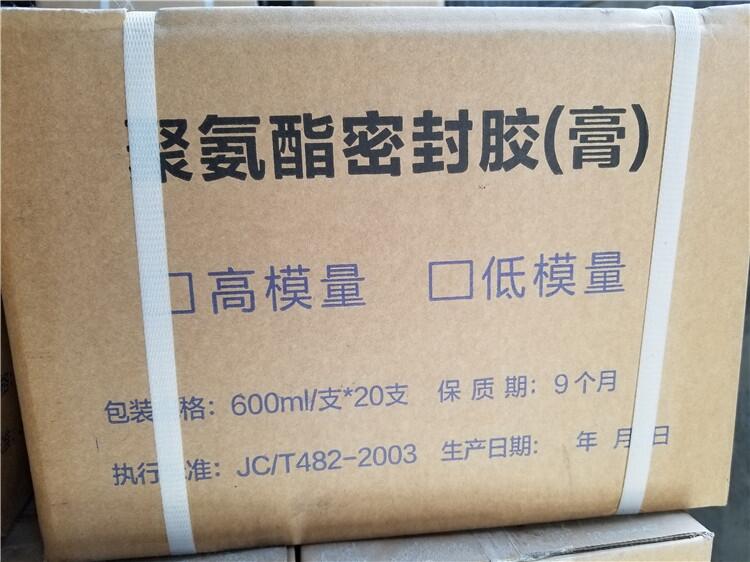 聚氨酯密封胶(膏)
□高模量 □低模量
包装格：600ml/支*20支 保质期：9个月
执行准：JC/T482-2003 生产日期： 年 月 日